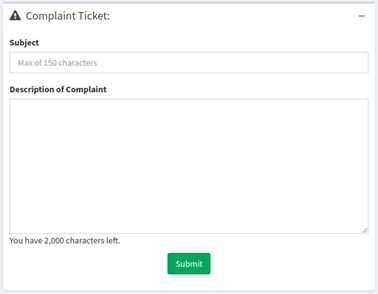 Complaint Ticket:
Subject
Max of 150 characters
Description of Complaint
You have 2,000 characters left.
Submit